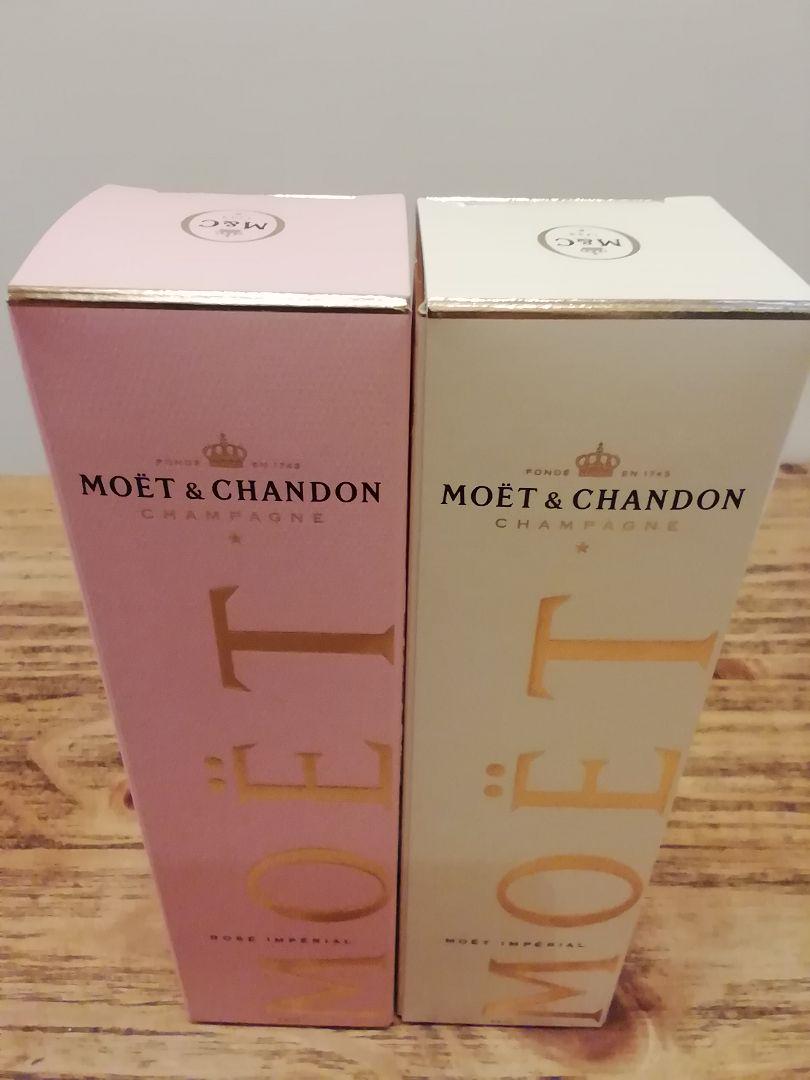 M&C
FONDÉ EN 1743
MOËT & CHANDON
CHAMPAGNE
MOËT
ROSÉ IMPÉRIAL
M&C
FONDÉ EN 1743
MOËT & CHANDON
CHAMPAGNE
MOËT
MOËT IMPÉRIAL